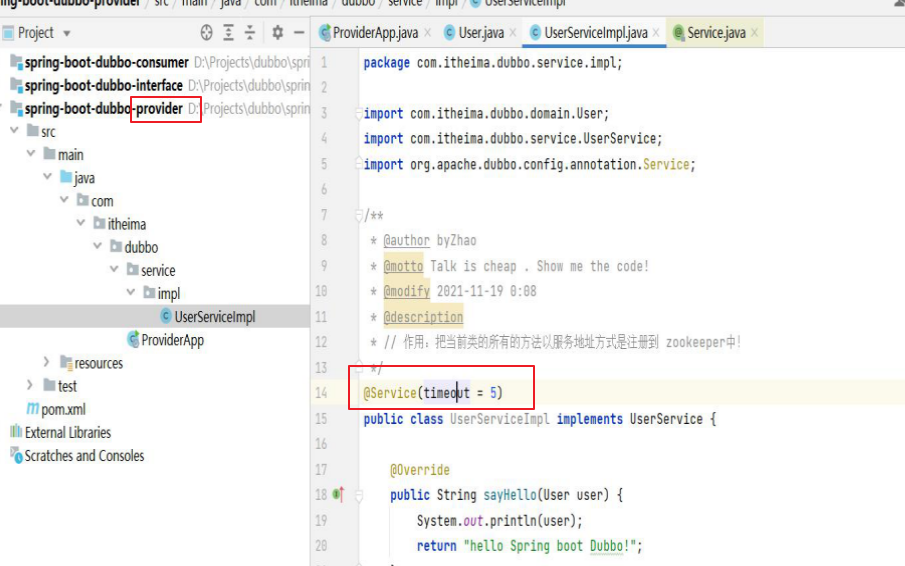 spring-boot-dubbo-provider / src / main / java / com / itheima / dubbo / service / impl / UserServiceImpl
Project
ProviderApp.java × User.java × UserServiceImpl.java × Service.java ×
spring-boot-dubbo-consumer D:\Projects\dubbo\spri
spring-boot-dubbo-interface D:\Projects\dubbo\sprin
spring-boot-dubbo-provider D:\Projects\dubbo\sprin
src
main
java
com
itheima
dubbo
service
impl
UserServiceImpl
ProviderApp
resources
test
pom.xml
External Libraries
Scratches and Consoles
1 package com.itheima.dubbo.service.impl;
2
3 import com.itheima.dubbo.domain.User;
4 import com.itheima.dubbo.service.UserService;
5 import org.apache.dubbo.config.annotation.Service;
6
7 /**
8 * @author byZhao
9 * @motto Talk is cheap . Show me the code!
10 * @modify 2021-11-19 8:08
11 * @description
12 * // 作用：把当前类的所有的方法以服务地址方式是注册到 zookeeper中!
13 */
14 @Service(timeout = 5)
15 public class UserServiceImpl implements UserService {
16
17 @Override
18 public String sayHello(User user) {
19 System.out.println(user);
20 return "hello Spring boot Dubbo!";